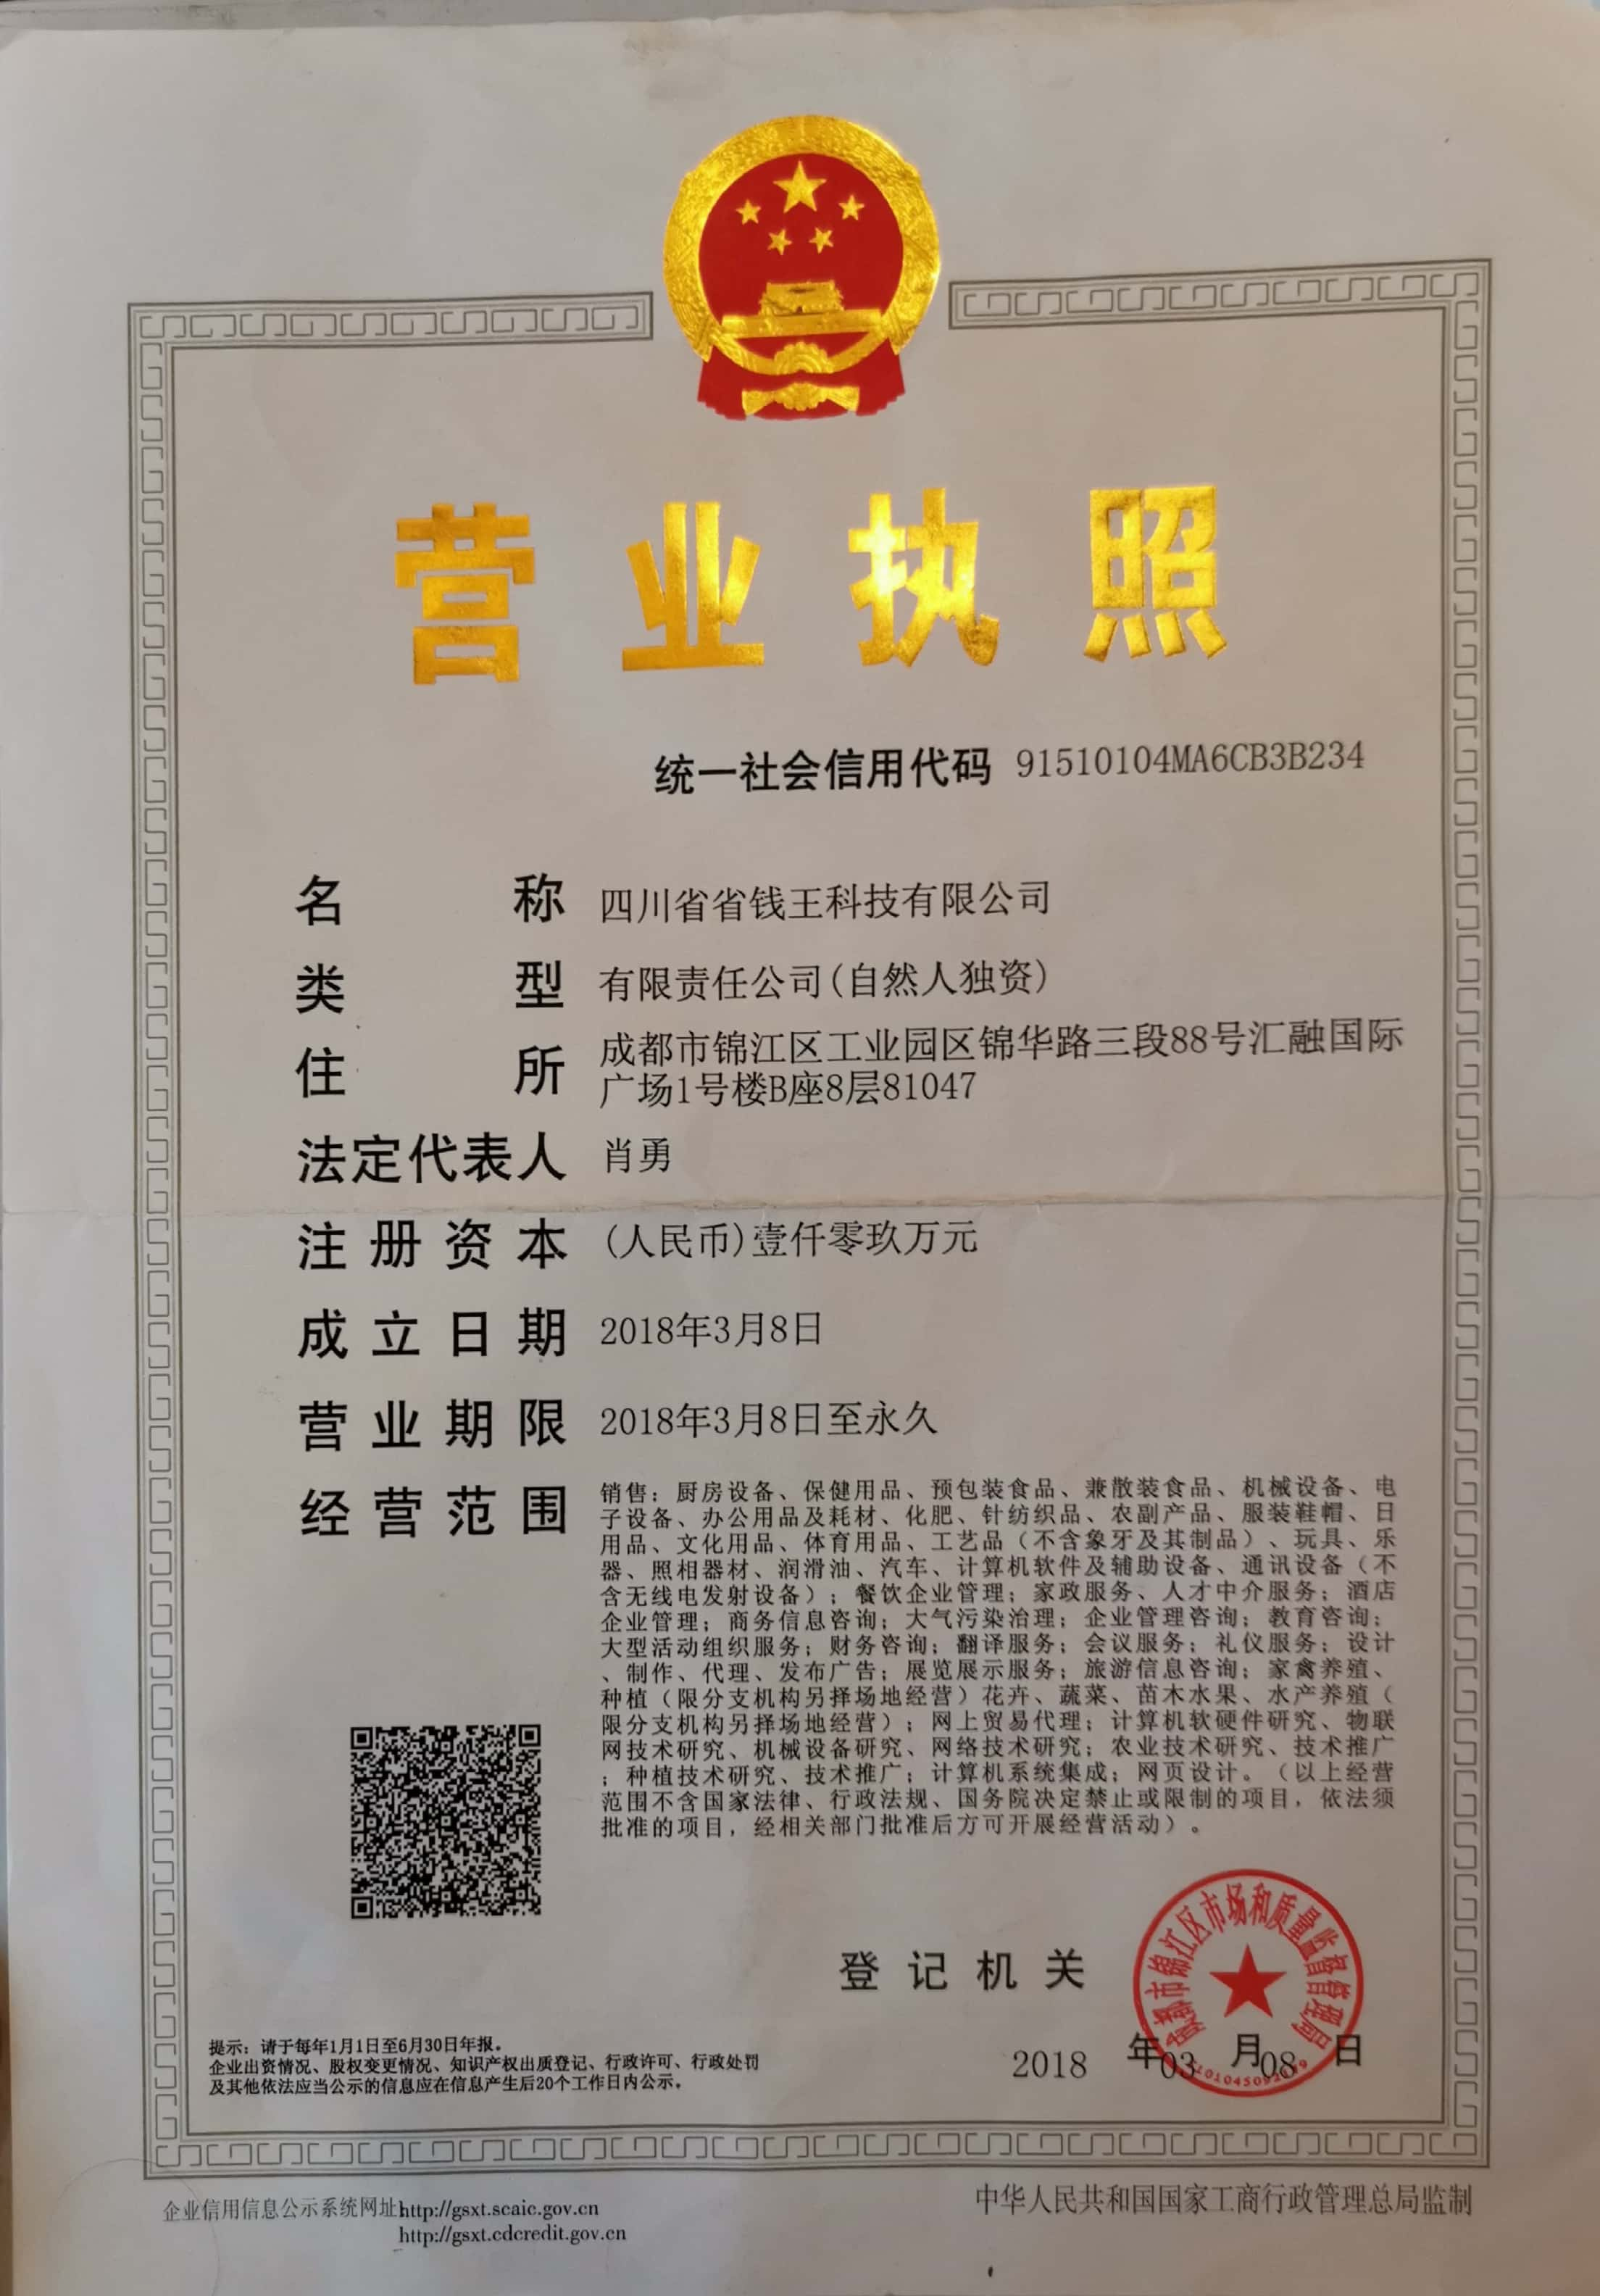 营业执照
统一社会信用代码 91510104MA6CB3B234
名称 四川省省钱王科技有限公司
类型 有限责任公司(自然人独资)
住所 成都市锦江区工业园区锦华路三段88号汇融国际
广场1号楼B座8层81047
法定代表人 肖勇
注册资本 (人民币)壹仟零玖万元
成立日期 2018年3月8日
营业期限 2018年3月8日至永久
经营范围 销售：厨房设备、保健用品、预包装食品、兼散装食品、机械设备、电
子设备、办公用品及耗材、化肥、针纺织品、农副产品、服装鞋帽、日
用品、文化用品、体育用品、工艺品（不含象牙及其制品）、玩具、乐
器、照相器材、润滑油、汽车、计算机软件及辅助设备、通讯设备（不
含无线电发射设备）；餐饮企业管理；家政服务、人才中介服务；酒店
企业管理；商务信息咨询；大气污染治理；企业管理咨询；教育咨询；
大型活动组织服务；财务咨询；翻译服务；会议服务；礼仪服务；设计
、制作、代理、发布广告；展览展示服务；旅游信息咨询；家禽养殖、
种植（限分支机构另择场地经营）花卉、蔬菜、苗木水果、水产养殖（
限分支机构另择场地经营）；网上贸易代理；计算机软硬件研究、物联
网技术研究、机械设备研究、网络技术研究；农业技术研究、技术推广
；种植技术研究、技术推广；计算机系统集成；网页设计。（以上经营
范围不含国家法律、行政法规、国务院决定禁止或限制的项目，依法须
批准的项目，经相关部门批准后方可开展经营活动）。
登记机关
成都市锦江区市场和质量监督管理局
2018 年03 月08 日
提示：请于每年1月1日至6月30日年报。
企业出资情况、股权变更情况、知识产权出质登记、行政许可、行政处罚
及其他依法应当公示的信息应在信息产生后20个工作日内公示。
企业信用信息公示系统网址:http://gsxt.scaic.gov.cn
http://gsxt.cdcredit.gov.cn
中华人民共和国国家工商行政管理总局监制